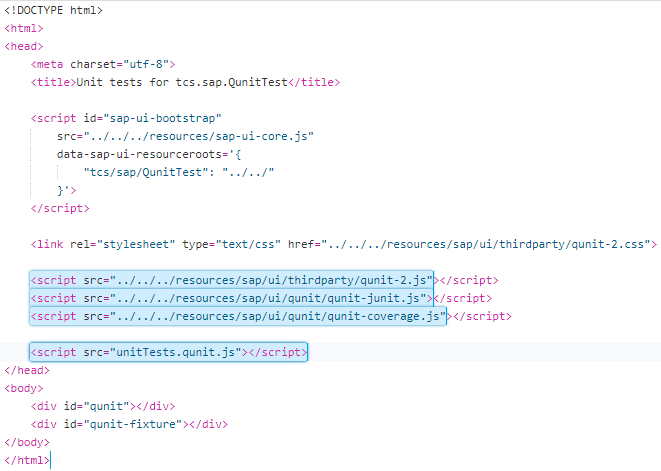 <!DOCTYPE html>
<html>
<head>
    <meta charset="utf-8">
    <title>Unit tests for tcs.sap.QunitTest</title>

    <script id="sap-ui-bootstrap"
        src="../../../resources/sap-ui-core.js"
        data-sap-ui-resourceroots='{
            "tcs/sap/QunitTest": "../../"
        }'>
    </script>

    <link rel="stylesheet" type="text/css" href="../../../resources/sap/ui/thirdparty/qunit-2.css">

    <script src="../../../resources/sap/ui/thirdparty/qunit-2.js"></script>
    <script src="../../../resources/sap/ui/qunit/qunit-junit.js"></script>
    <script src="../../../resources/sap/ui/qunit/qunit-coverage.js"></script>

    <script src="unitTests.qunit.js"></script>
</head>
<body>
    <div id="qunit"></div>
    <div id="qunit-fixture"></div>
</body>
</html>